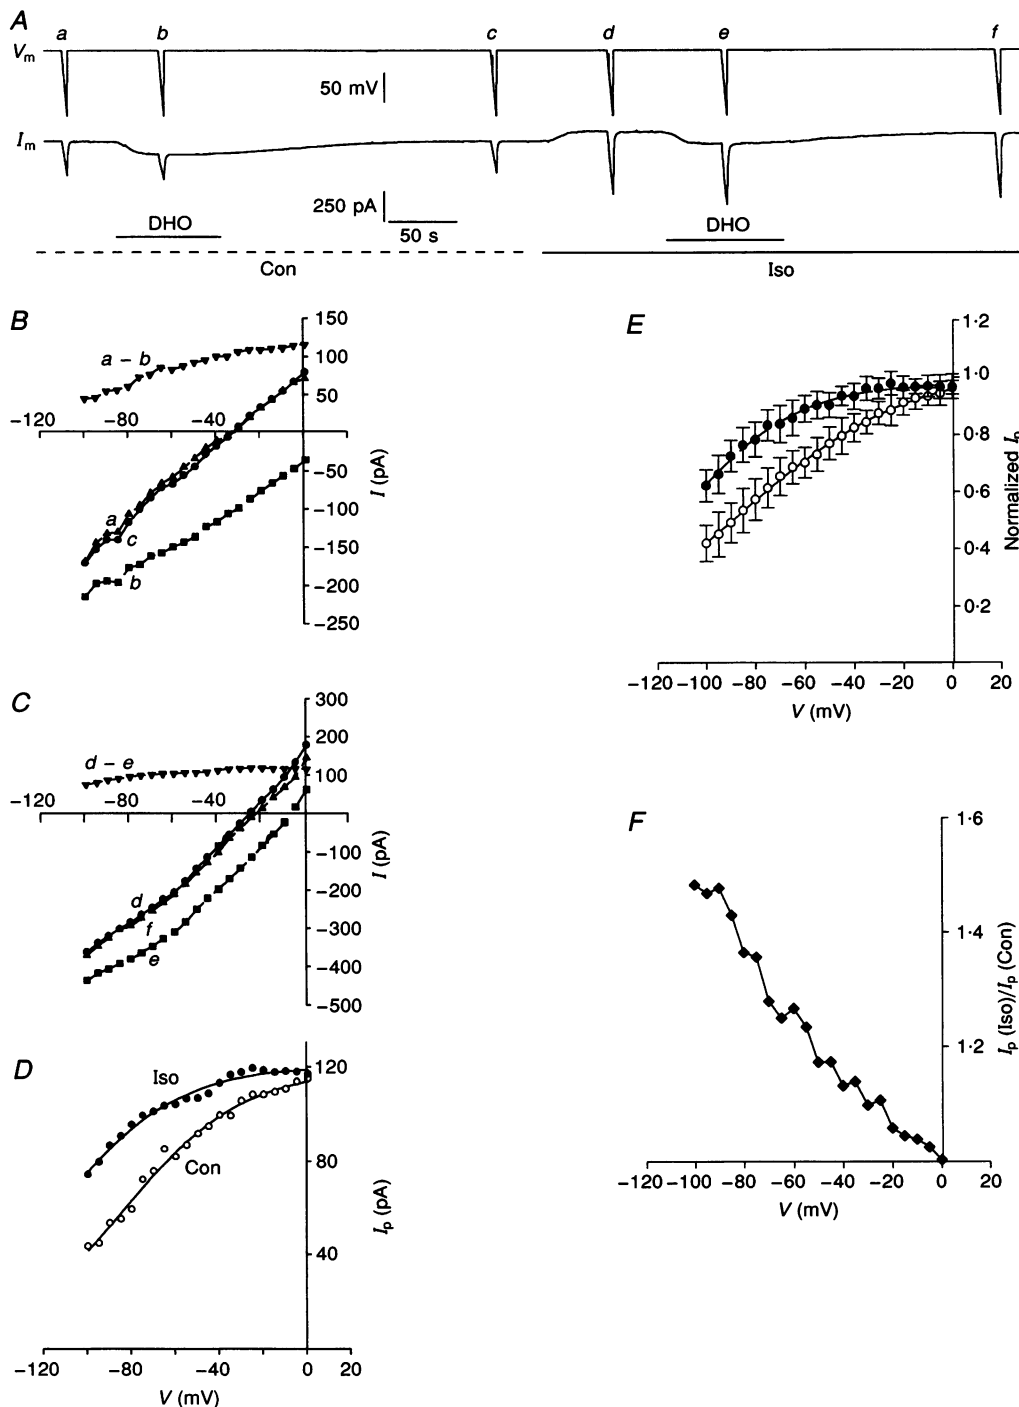 A
a b c d e f
Vm
50 mV
Im
250 pA
50 s
DHO
DHO
Con
Iso
B
150
100
50
-50
-100
-150
-200
-250
-120 -80 -40
I (pA)
a – b
a
c
b
C
300
200
100
-100
-200
-300
-400
-500
-120 -80 -40
I (pA)
d – e
d
f
e
D
120
80
40
Ip (pA)
Iso
Con
-120 -80 -40 0 20
V (mV)
E
1·2
1·0
0·8
0·6
0·4
0·2
Normalized Ip
-120 -100 -80 -60 -40 -20 0 20
V (mV)
F
1·6
1·4
1·2
Ip (Iso)/Ip (Con)
-120 -100 -80 -60 -40 -20 0 20
V (mV)